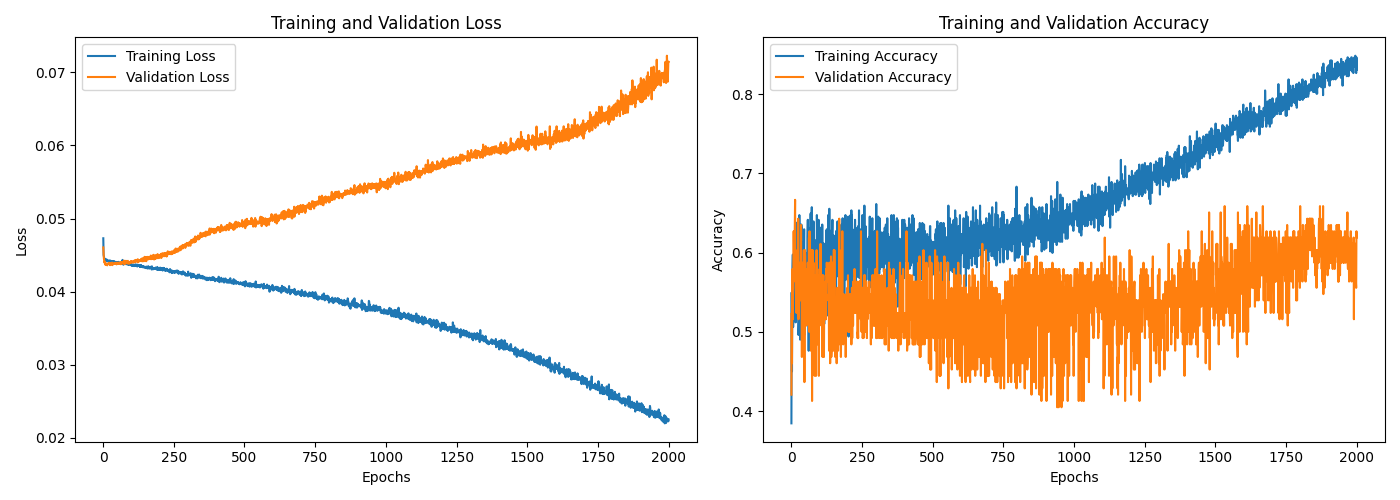 Training and Validation Loss
Training Loss
Validation Loss
0.07
0.06
0.05
0.04
0.03
0.02
Loss
0
250
500
750
1000
1250
1500
1750
2000
Epochs
Training and Validation Accuracy
Training Accuracy
Validation Accuracy
0.8
0.7
0.6
0.5
0.4
Accuracy
0
250
500
750
1000
1250
1500
1750
2000
Epochs